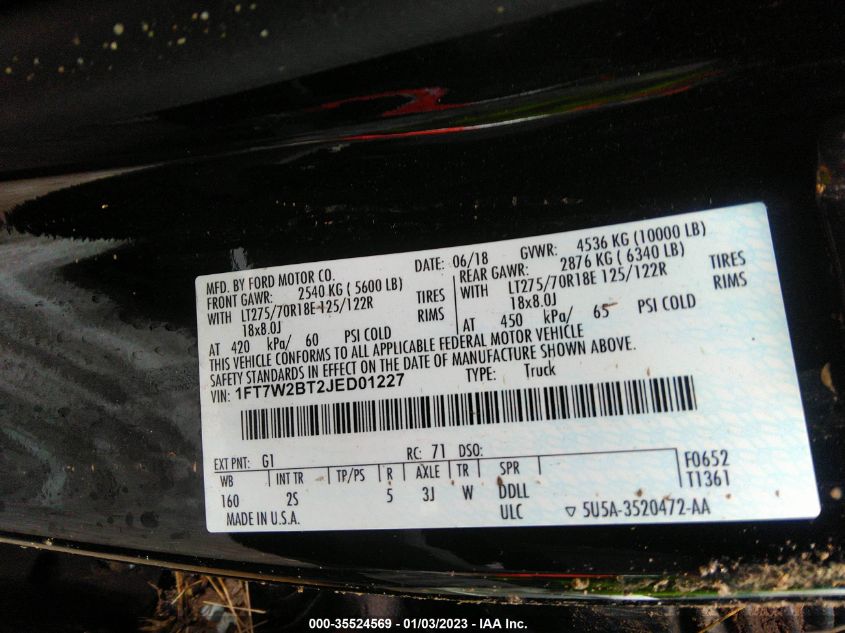 MFD. BY FORD MOTOR CO.
DATE: 06/18 GVWR: 4536 KG (10000 LB)
FRONT GAWR: 2540 KG ( 5600 LB) REAR GAWR: 2876 KG ( 6340 LB)
WITH LT275/70R18E 125/122R TIRES WITH LT275/70R18E 125/122R TIRES
18x8.0J RIMS 18x8.0J RIMS
AT 420 kPa/ 60 PSI COLD AT 450 kPa/ 65 PSI COLD
THIS VEHICLE CONFORMS TO ALL APPLICABLE FEDERAL MOTOR VEHICLE
SAFETY STANDARDS IN EFFECT ON THE DATE OF MANUFACTURE SHOWN ABOVE.
VIN: 1FT7W2BT2JED01227 TYPE: Truck
EXT PNT: G1 RC: 71 DSO: F0652
WB INT TR TP/PS R AXLE TR SPR T1361
160 2S 5 3J W DDLL
MADE IN U.S.A. ULC ▽ 5U5A-3520472-AA
000-35524569 - 01/03/2023 - IAA Inc.